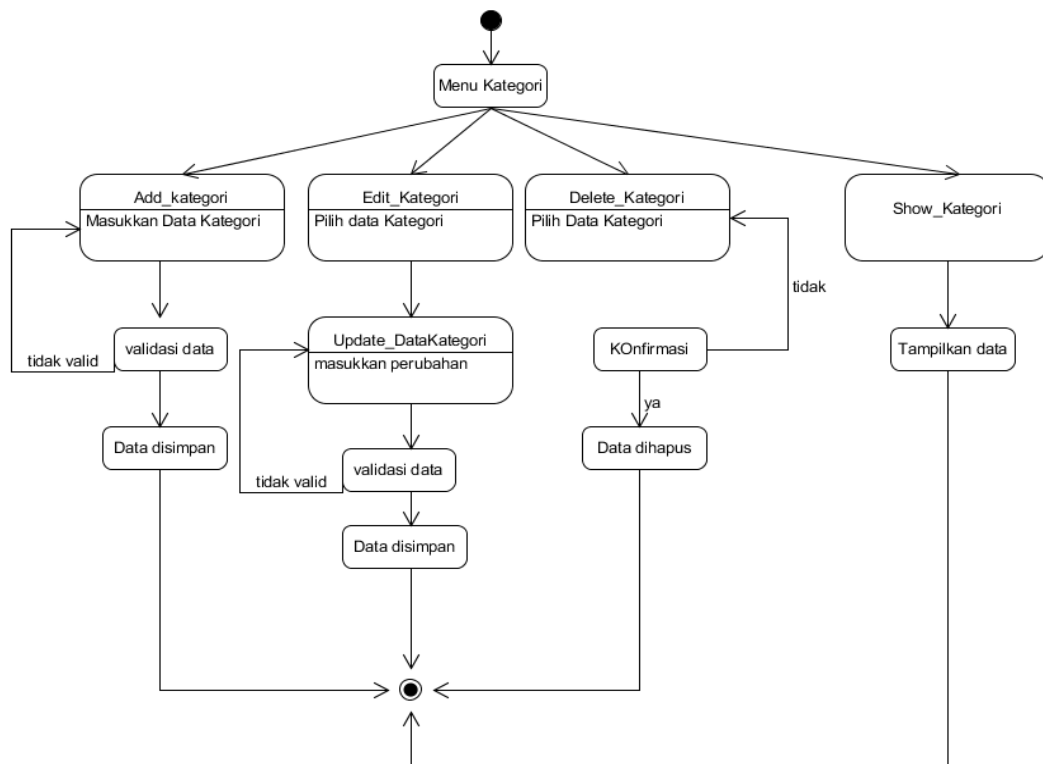 Menu Kategori
Add_kategori
Masukkan Data Kategori
Edit_Kategori
Pilih data Kategori
Delete_Kategori
Pilih Data Kategori
Show_Kategori
tidak
validasi data
tidak valid
Update_DataKategori
masukkan perubahan
KOnfirmasi
Tampilkan data
ya
Data disimpan
Data dihapus
validasi data
tidak valid
Data disimpan